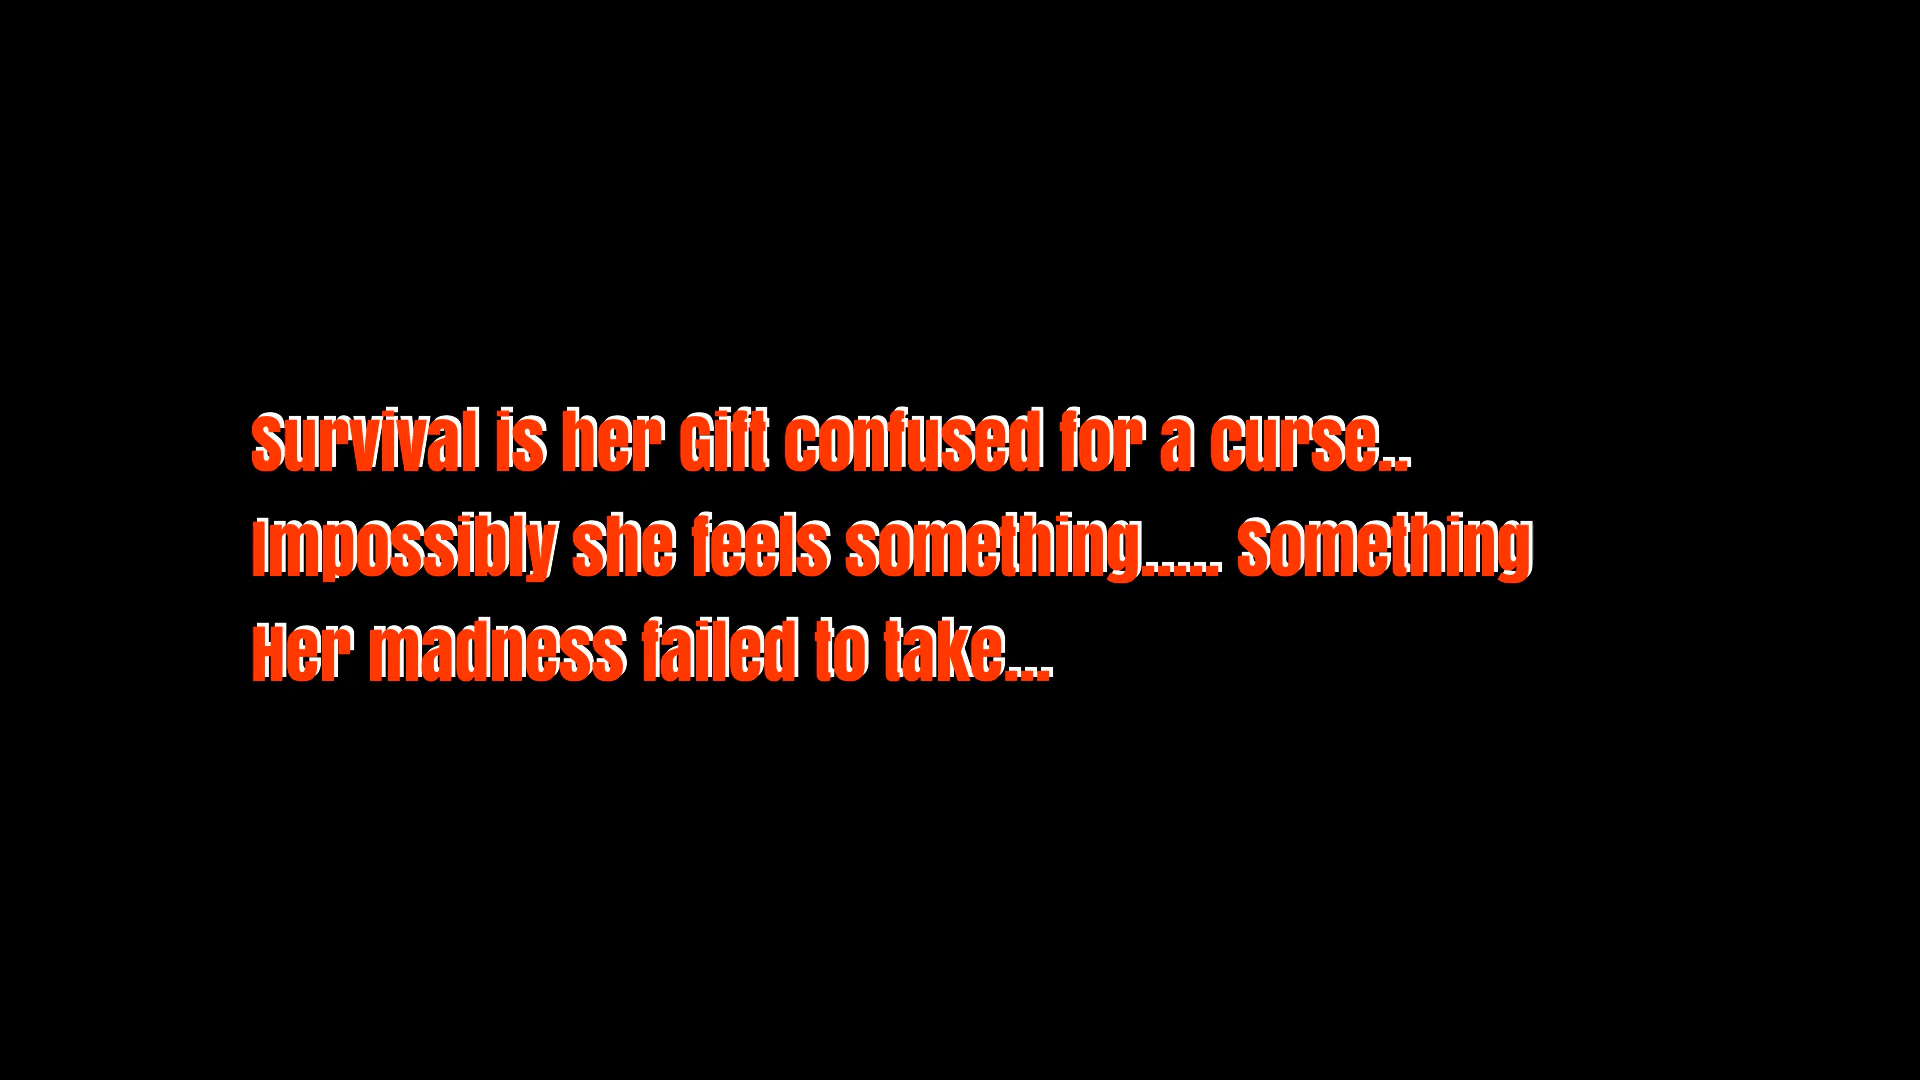 Survival is her Gift confused for a curse..
Impossibly she feels something..... Something
Her madness failed to take...